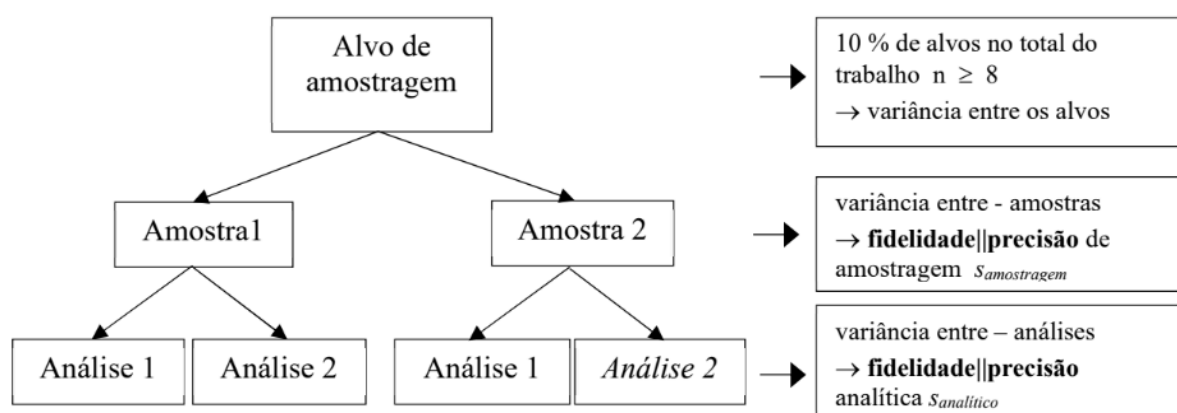 Alvo de
amostragem
10 % de alvos no total do
trabalho n ≥ 8
→ variância entre os alvos
Amostra1
Amostra 2
variância entre - amostras
→ fidelidade||precisão de
amostragem samostragem
Análise 1
Análise 2
Análise 1
Análise 2
variância entre – análises
→ fidelidade||precisão
analítica sanalítico